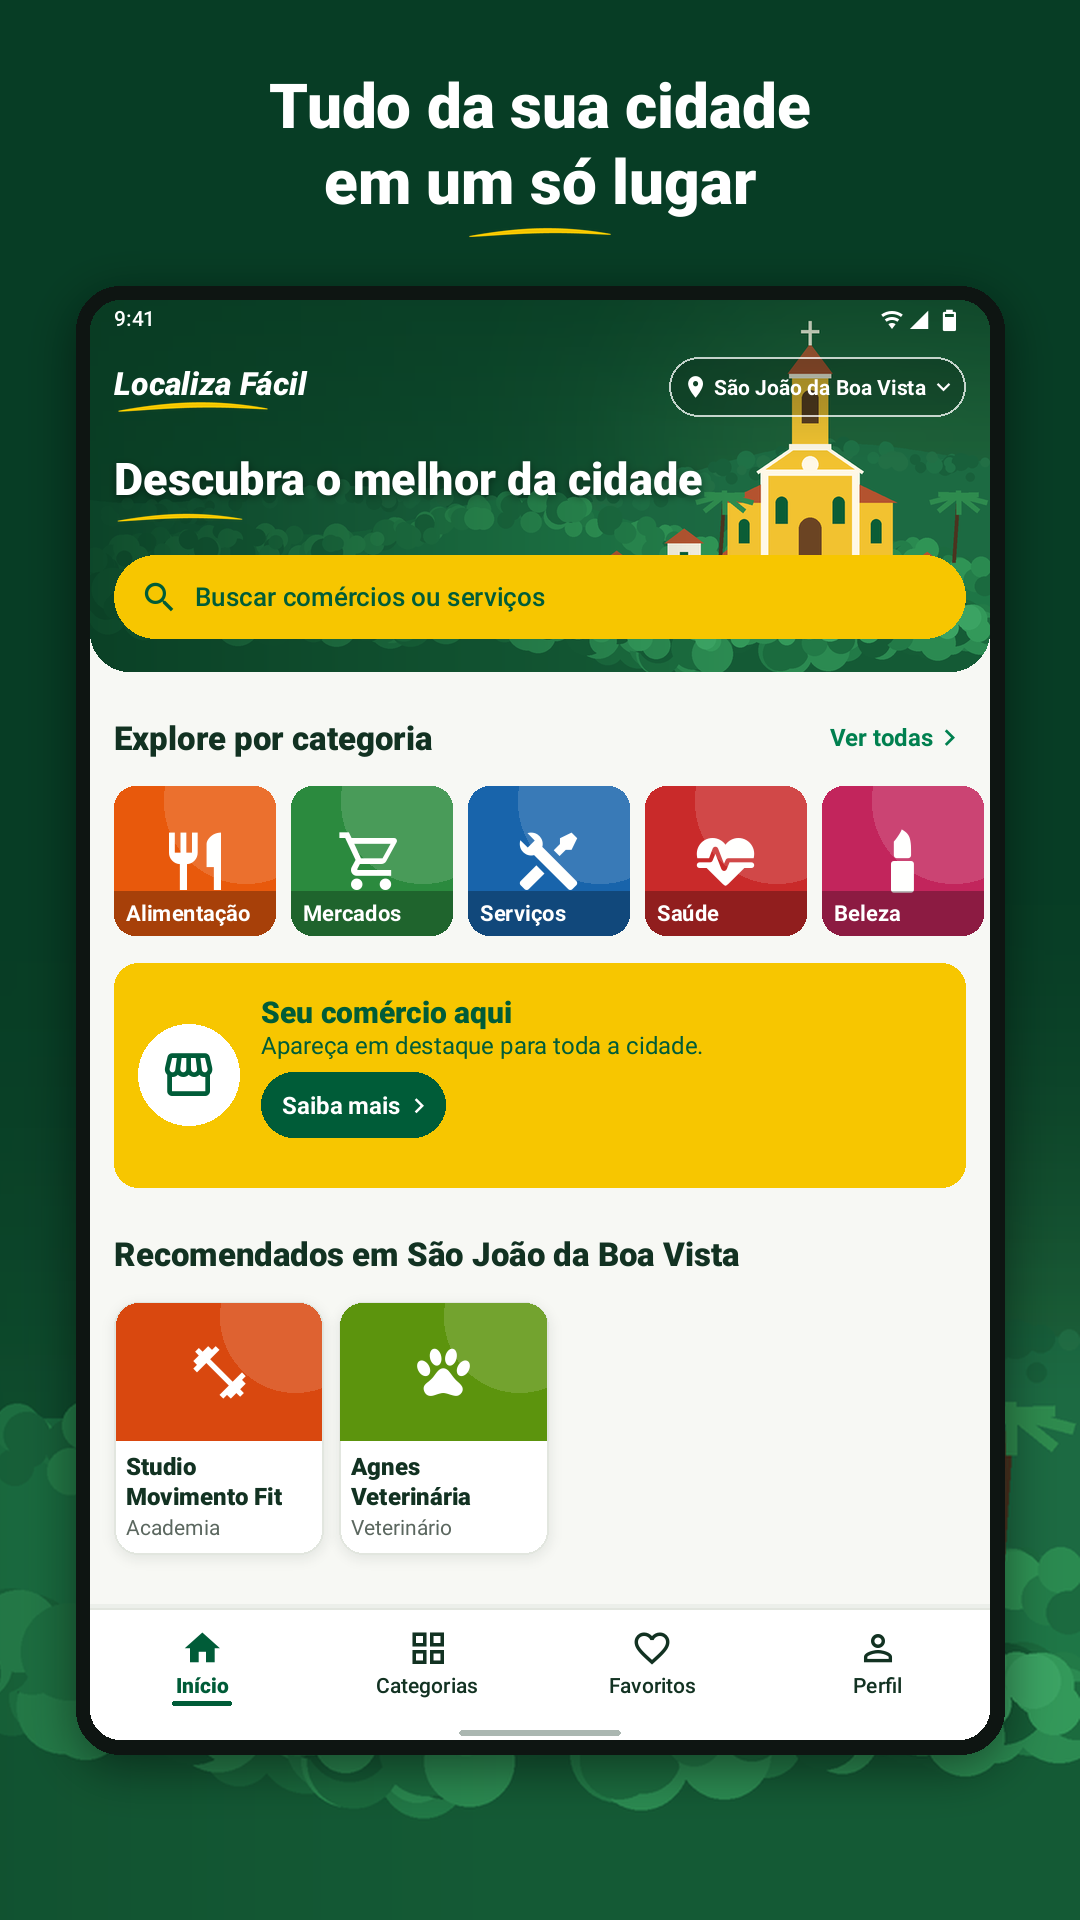 Tudo da sua cidade
em um só lugar
9:41
Localiza Fácil
São João da Boa Vista
Descubra o melhor da cidade
Buscar comércios ou serviços
Explore por categoria
Ver todas
Alimentação
Mercados
Serviços
Saúde
Beleza
Seu comércio aqui
Apareça em destaque para toda a cidade.
Saiba mais
Recomendados em São João da Boa Vista
Studio
Movimento Fit
Academia
Agnes
Veterinária
Veterinário
Início
Categorias
Favoritos
Perfil